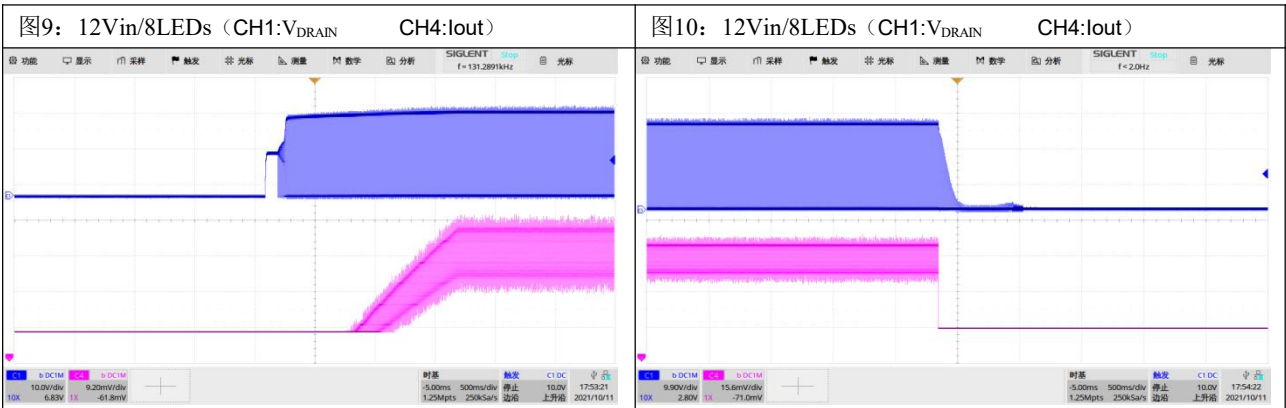 图9：12Vin/8LEDs（CH1:VDRAIN CH4:Iout）
图10：12Vin/8LEDs（CH1:VDRAIN CH4:Iout）
功能 显示 采样 触发 光标 测量 数学 分析 SIGLENT Stop 光标
f = 131.2891kHz
功能 显示 采样 触发 光标 测量 数学 分析 SIGLENT Stop 光标
f < 2.0Hz
C1 b DC1M C4 b DC1M
10.0V/div 9.20mV/div
10X 6.83V 1X -61.8mV
时基 触发 C1 DC
-5.00ms 500ms/div 停止 10.0V 17:53:21
1.25Mpts 250kSa/s 边沿 上升沿 2021/10/11
C1 b DC1M C4 b DC1M
9.90V/div 15.6mV/div
10X 2.80V 1X -71.0mV
时基 触发 C1 DC
-5.00ms 500ms/div 停止 10.0V 17:54:22
1.25Mpts 250kSa/s 边沿 上升沿 2021/10/11